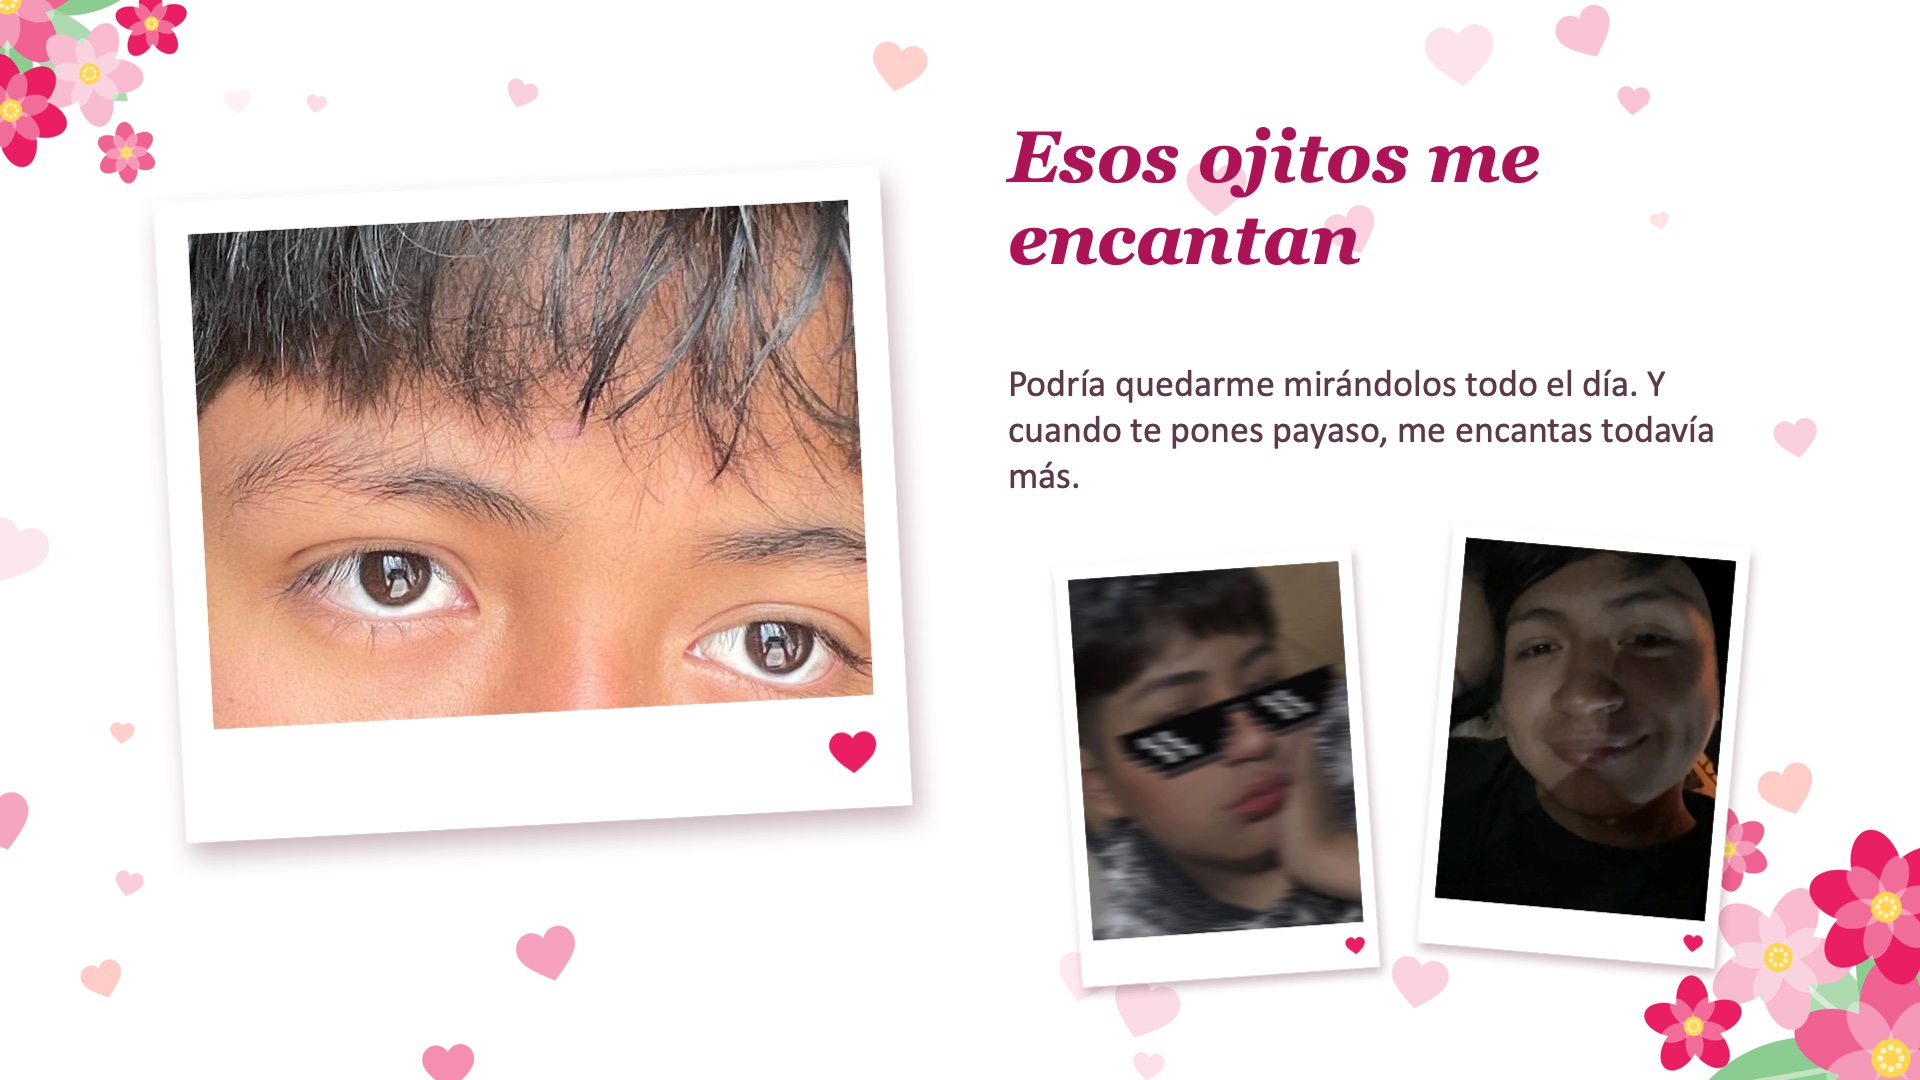 Esos ojitos me
encantan
Podría quedarme mirándolos todo el día. Y
cuando te pones payaso, me encantas todavía
más.